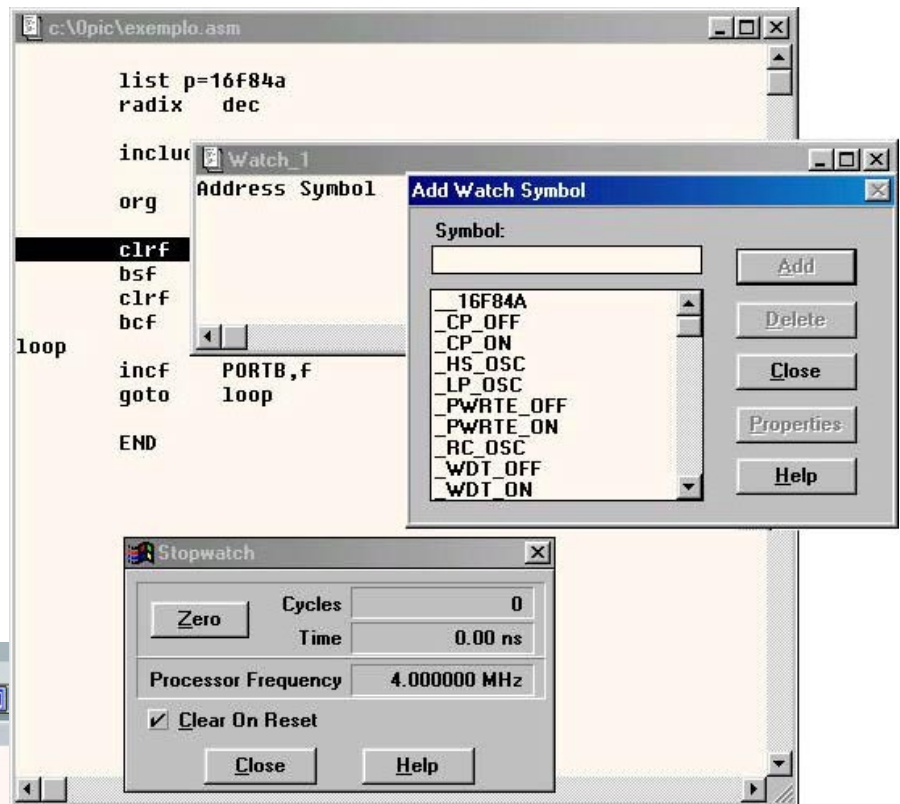 c:\0pic\exemplo.asm
list p=16f84a
radix dec
org
clrf
bsf
clrf
bcf
loop
incf PORTB,f
goto loop
END
Watch_1
Address Symbol
Add Watch Symbol
Symbol:
Add
Delete
Close
Properties
Help
__16F84A
_CP_OFF
_CP_ON
_HS_OSC
_LP_OSC
_PWRTE_OFF
_PWRTE_ON
_RC_OSC
_WDT_OFF
_WDT_ON
Stopwatch
Zero
Cycles 0
Time 0.00 ns
Processor Frequency 4.000000 MHz
Clear On Reset
Close Help